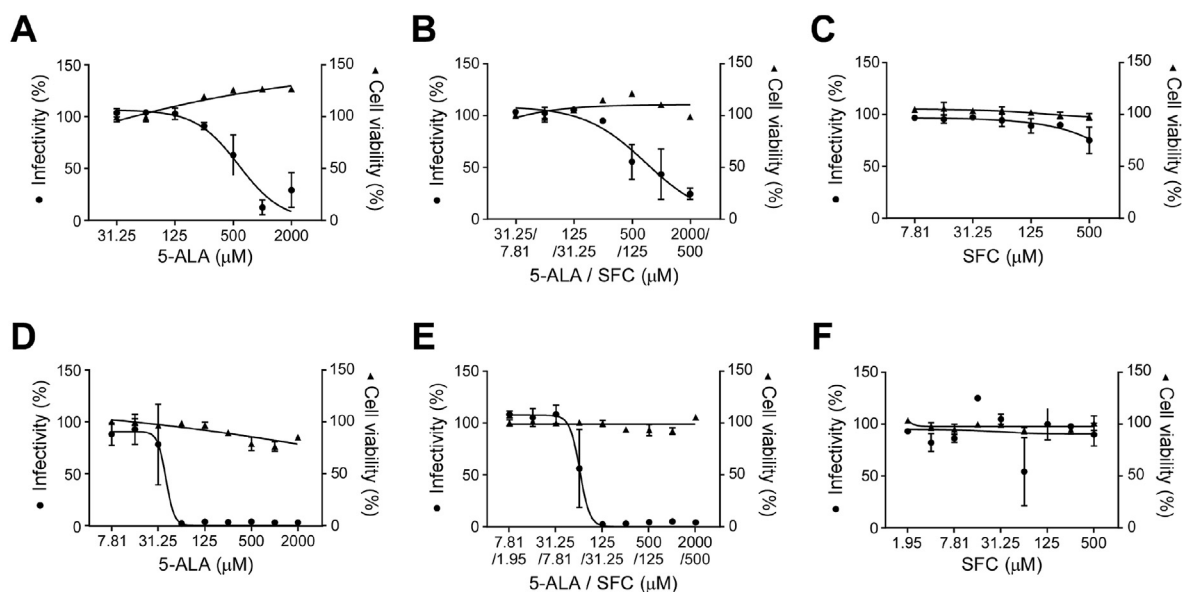 A
B
C
150
100
50
0
Infectivity (%)
150
100
50
0
Cell viability (%)
31.25
125
500
2000
5-ALA (μM)
150
100
50
0
Infectivity (%)
150
100
50
0
Cell viability (%)
31.25/ 125 500 2000/
7.81 /31.25 /125 500
5-ALA / SFC (μM)
150
100
50
0
Infectivity (%)
150
100
50
0
Cell viability (%)
7.81
31.25
125
500
SFC (μM)
D
E
F
150
100
50
0
Infectivity (%)
150
100
50
0
Cell viability (%)
7.81
31.25
125
500
2000
5-ALA (μM)
150
100
50
0
Infectivity (%)
150
100
50
0
Cell viability (%)
7.81 31.25 125 500 2000
/1.95 /7.81 /31.25 /125 /500
5-ALA / SFC (μM)
150
100
50
0
Infectivity (%)
150
100
50
0
Cell viability (%)
1.95
7.81
31.25
125
500
SFC (μM)